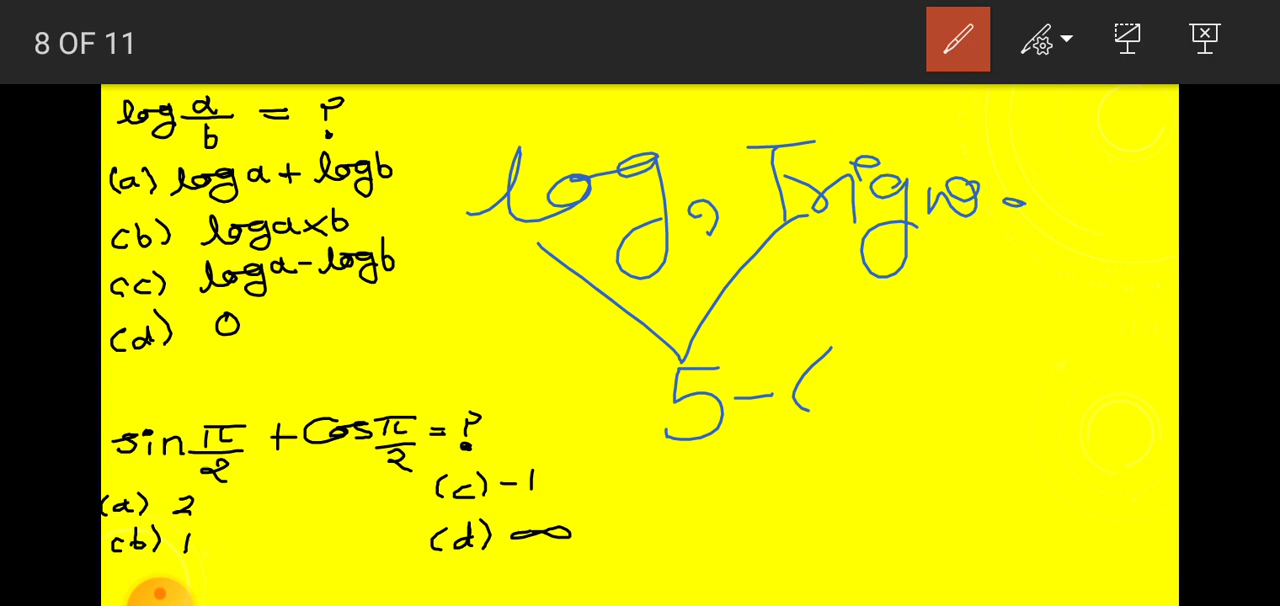 8 OF 11
log a/b = ?
(a) log a + log b
(b) log a x b
(c) log a - log b
(d) 0
log, Trigno.
5 - (
sin π/2 + Cos π/2 = ?
(a) 2
(b) 1
(c) -1
(d) ∞